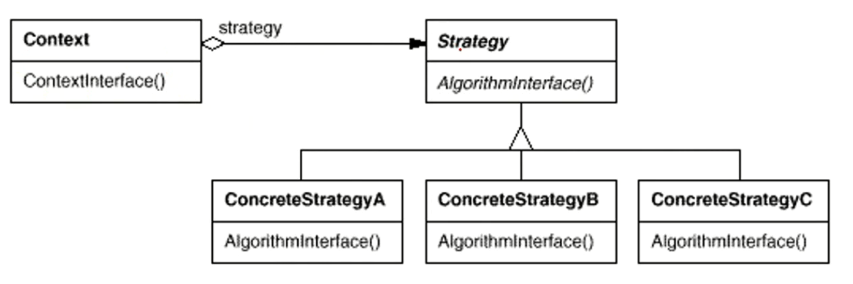 strategy
Context
Strategy
ContextInterface()
AlgorithmInterface()
ConcreteStrategyA
ConcreteStrategyB
ConcreteStrategyC
AlgorithmInterface()
AlgorithmInterface()
AlgorithmInterface()